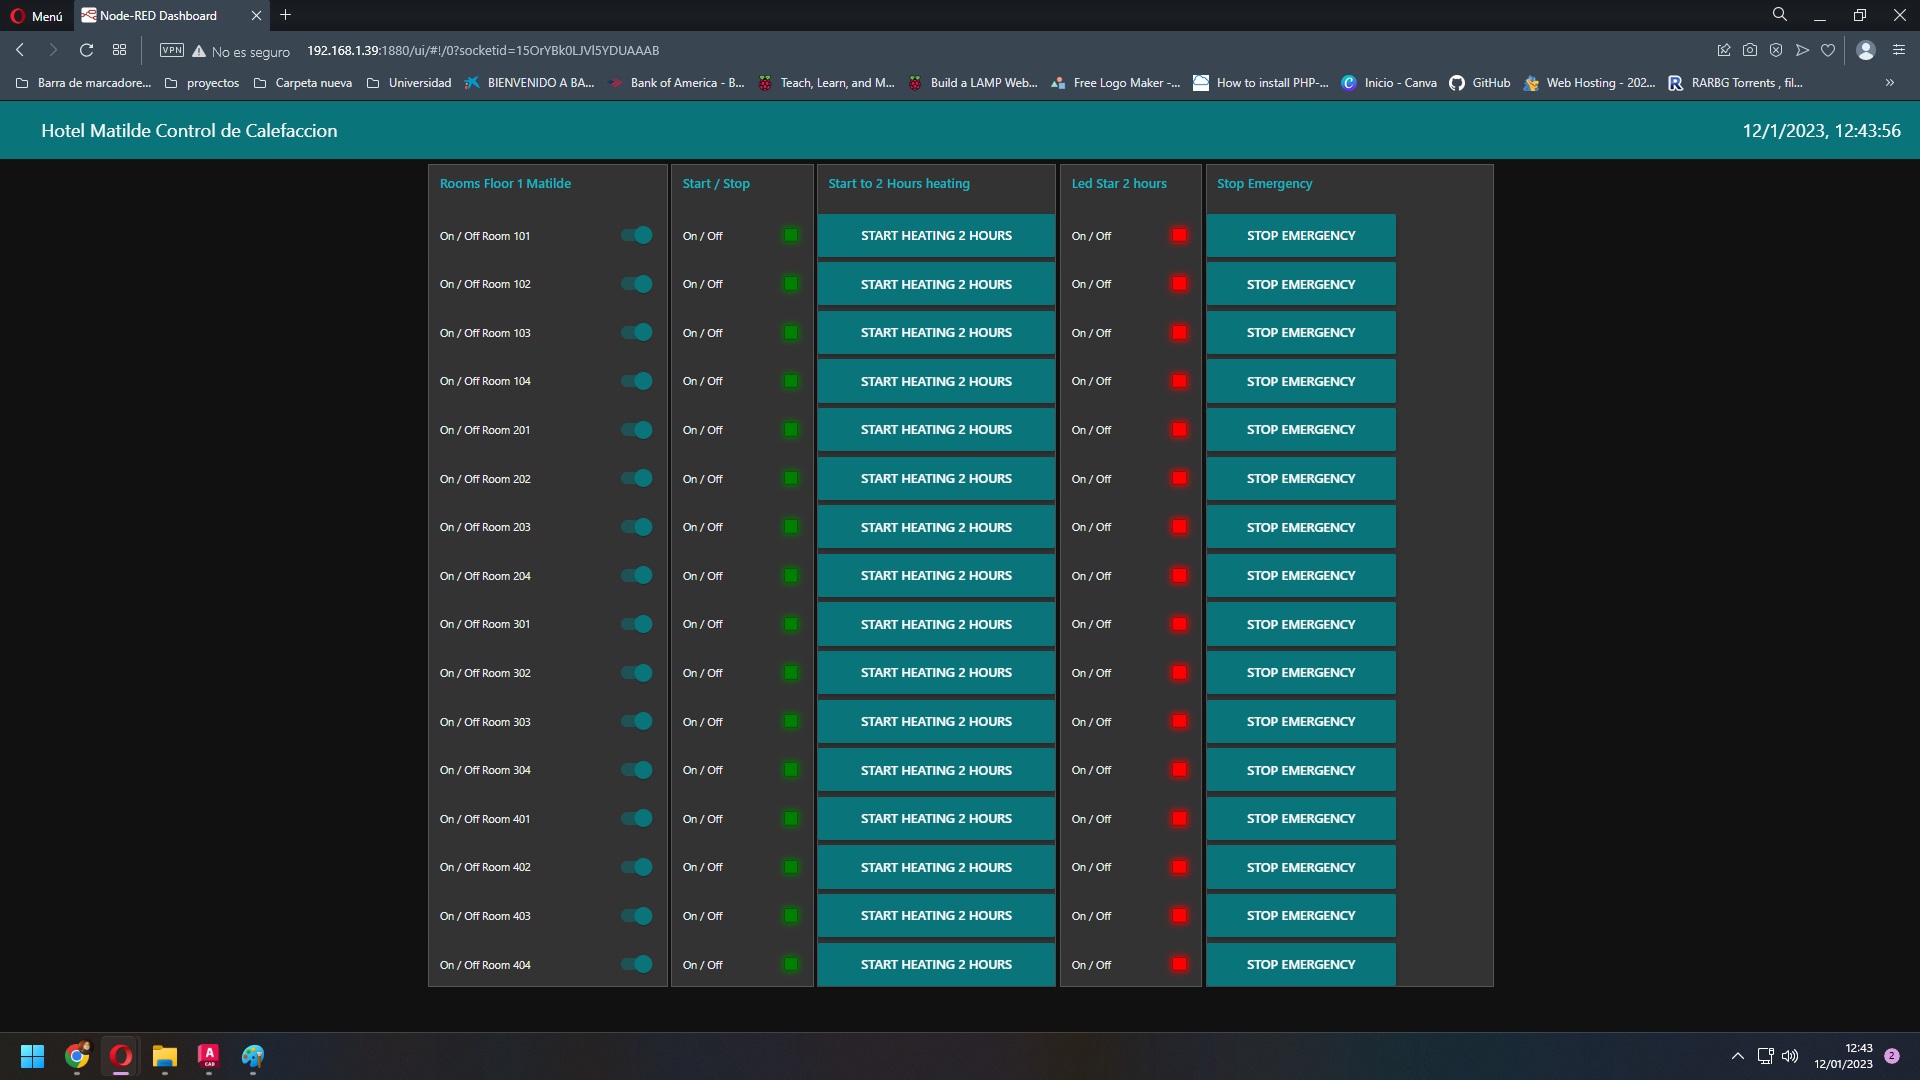 Menú Node-RED Dashboard
VPN No es seguro 192.168.1.39:1880/ui/#!/0?socketid=15OrYBk0LJVl5YDUAAAB
Barra de marcadore... proyectos Carpeta nueva Universidad BIENVENIDO A BA... Bank of America - B... Teach, Learn, and M... Build a LAMP Web... Free Logo Maker -... How to install PHP-... Inicio - Canva GitHub Web Hosting - 202... RARBG Torrents , fil... »
Hotel Matilde Control de Calefaccion 12/1/2023, 12:43:56
Rooms Floor 1 Matilde Start / Stop Start to 2 Hours heating Led Star 2 hours Stop Emergency
On / Off Room 101 On / Off START HEATING 2 HOURS On / Off STOP EMERGENCY
On / Off Room 102 On / Off START HEATING 2 HOURS On / Off STOP EMERGENCY
On / Off Room 103 On / Off START HEATING 2 HOURS On / Off STOP EMERGENCY
On / Off Room 104 On / Off START HEATING 2 HOURS On / Off STOP EMERGENCY
On / Off Room 201 On / Off START HEATING 2 HOURS On / Off STOP EMERGENCY
On / Off Room 202 On / Off START HEATING 2 HOURS On / Off STOP EMERGENCY
On / Off Room 203 On / Off START HEATING 2 HOURS On / Off STOP EMERGENCY
On / Off Room 204 On / Off START HEATING 2 HOURS On / Off STOP EMERGENCY
On / Off Room 301 On / Off START HEATING 2 HOURS On / Off STOP EMERGENCY
On / Off Room 302 On / Off START HEATING 2 HOURS On / Off STOP EMERGENCY
On / Off Room 303 On / Off START HEATING 2 HOURS On / Off STOP EMERGENCY
On / Off Room 304 On / Off START HEATING 2 HOURS On / Off STOP EMERGENCY
On / Off Room 401 On / Off START HEATING 2 HOURS On / Off STOP EMERGENCY
On / Off Room 402 On / Off START HEATING 2 HOURS On / Off STOP EMERGENCY
On / Off Room 403 On / Off START HEATING 2 HOURS On / Off STOP EMERGENCY
On / Off Room 404 On / Off START HEATING 2 HOURS On / Off STOP EMERGENCY
12:43
12/01/2023 2